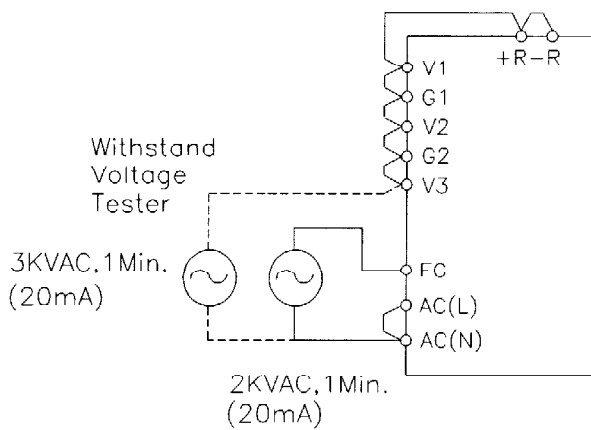 +R-R
V1
G1
V2
G2
V3
Withstand
Voltage
Tester
3KVAC,1Min.
(20mA)
FC
AC(L)
AC(N)
2KVAC,1Min.
(20mA)